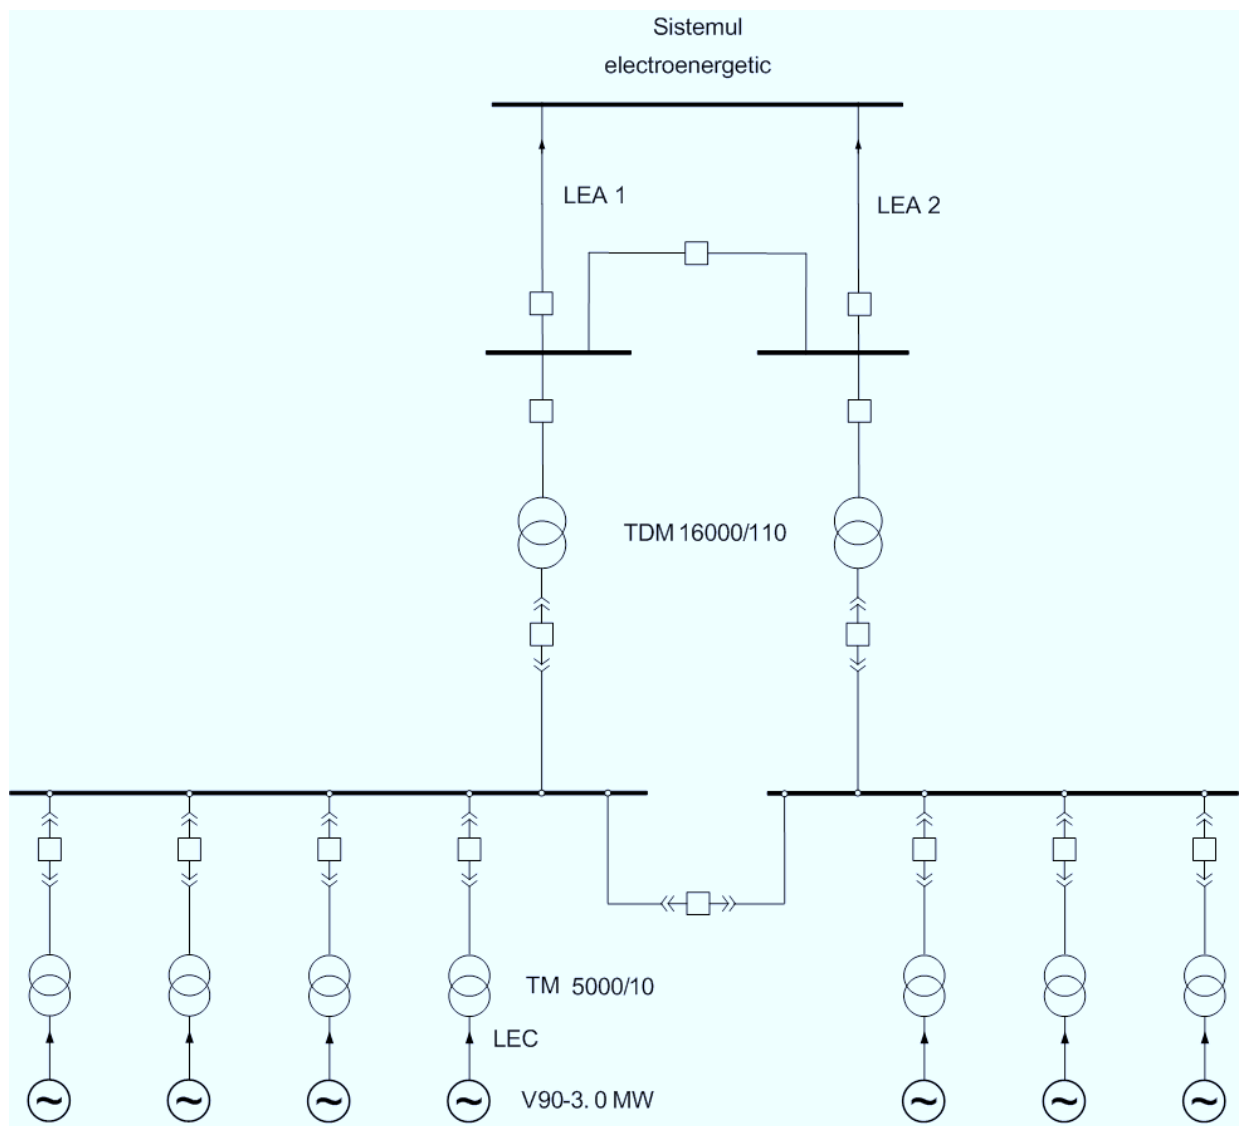 Sistemul
electroenergetic
LEA 1
LEA 2
TDM 16000/110
TM 5000/10
LEC
V90-3.0 MW